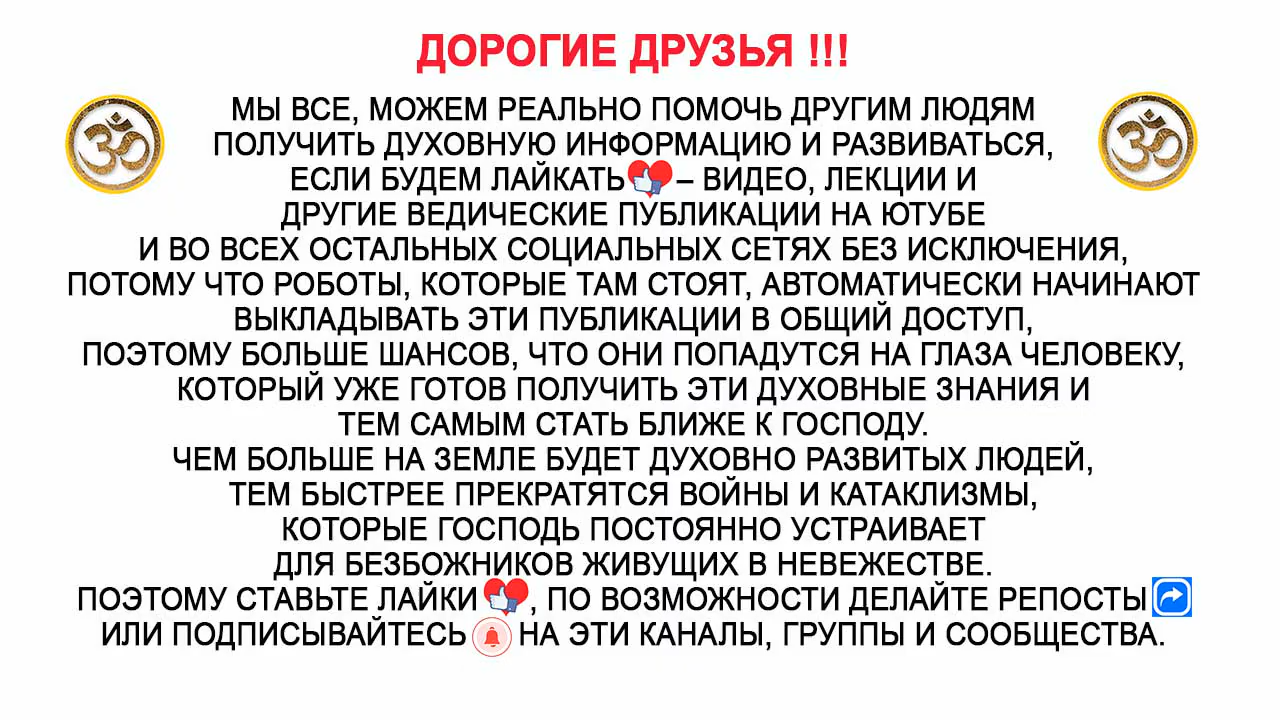 ДОРОГИЕ ДРУЗЬЯ !!!
МЫ ВСЕ, МОЖЕМ РЕАЛЬНО ПОМОЧЬ ДРУГИМ ЛЮДЯМ
ПОЛУЧИТЬ ДУХОВНУЮ ИНФОРМАЦИЮ И РАЗВИВАТЬСЯ,
ЕСЛИ БУДЕМ ЛАЙКАТЬ – ВИДЕО, ЛЕКЦИИ И
ДРУГИЕ ВЕДИЧЕСКИЕ ПУБЛИКАЦИИ НА ЮТУБЕ
И ВО ВСЕХ ОСТАЛЬНЫХ СОЦИАЛЬНЫХ СЕТЯХ БЕЗ ИСКЛЮЧЕНИЯ,
ПОТОМУ ЧТО РОБОТЫ, КОТОРЫЕ ТАМ СТОЯТ, АВТОМАТИЧЕСКИ НАЧИНАЮТ
ВЫКЛАДЫВАТЬ ЭТИ ПУБЛИКАЦИИ В ОБЩИЙ ДОСТУП,
ПОЭТОМУ БОЛЬШЕ ШАНСОВ, ЧТО ОНИ ПОПАДУТСЯ НА ГЛАЗА ЧЕЛОВЕКУ,
КОТОРЫЙ УЖЕ ГОТОВ ПОЛУЧИТЬ ЭТИ ДУХОВНЫЕ ЗНАНИЯ И
ТЕМ САМЫМ СТАТЬ БЛИЖЕ К ГОСПОДУ.
ЧЕМ БОЛЬШЕ НА ЗЕМЛЕ БУДЕТ ДУХОВНО РАЗВИТЫХ ЛЮДЕЙ,
ТЕМ БЫСТРЕЕ ПРЕКРАТЯТСЯ ВОЙНЫ И КАТАКЛИЗМЫ,
КОТОРЫЕ ГОСПОДЬ ПОСТОЯННО УСТРАИВАЕТ
ДЛЯ БЕЗБОЖНИКОВ ЖИВУЩИХ В НЕВЕЖЕСТВЕ.
ПОЭТОМУ СТАВЬТЕ ЛАЙКИ , ПО ВОЗМОЖНОСТИ ДЕЛАЙТЕ РЕПОСТЫ
ИЛИ ПОДПИСЫВАЙТЕСЬ НА ЭТИ КАНАЛЫ, ГРУППЫ И СООБЩЕСТВА.
ॐ
ॐ